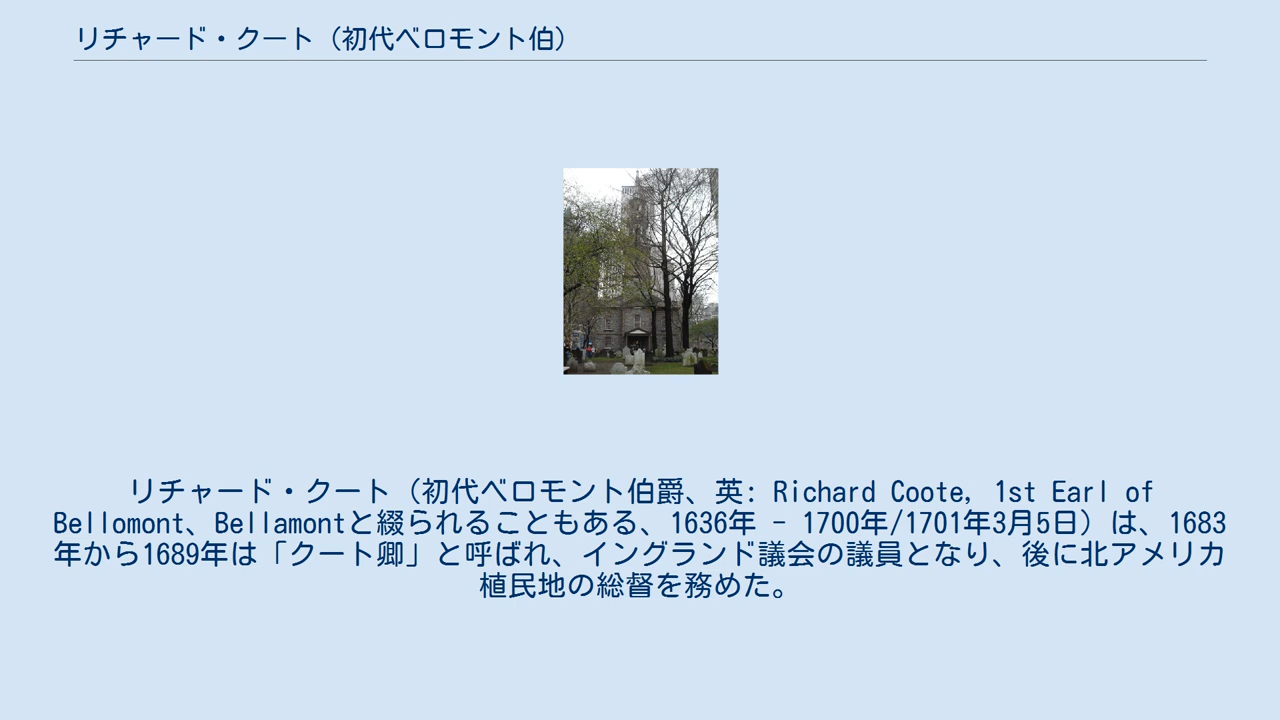 リチャード・クート（初代ベロモント伯）
リチャード・クート（初代ベロモント伯爵、英: Richard Coote, 1st Earl of
Bellomont、Bellamontと綴られることもある、1636年 - 1700年/1701年3月5日）は、1683
年から1689年は「クート卿」と呼ばれ、イングランド議会の議員となり、後に北アメリカ
植民地の総督を務めた。